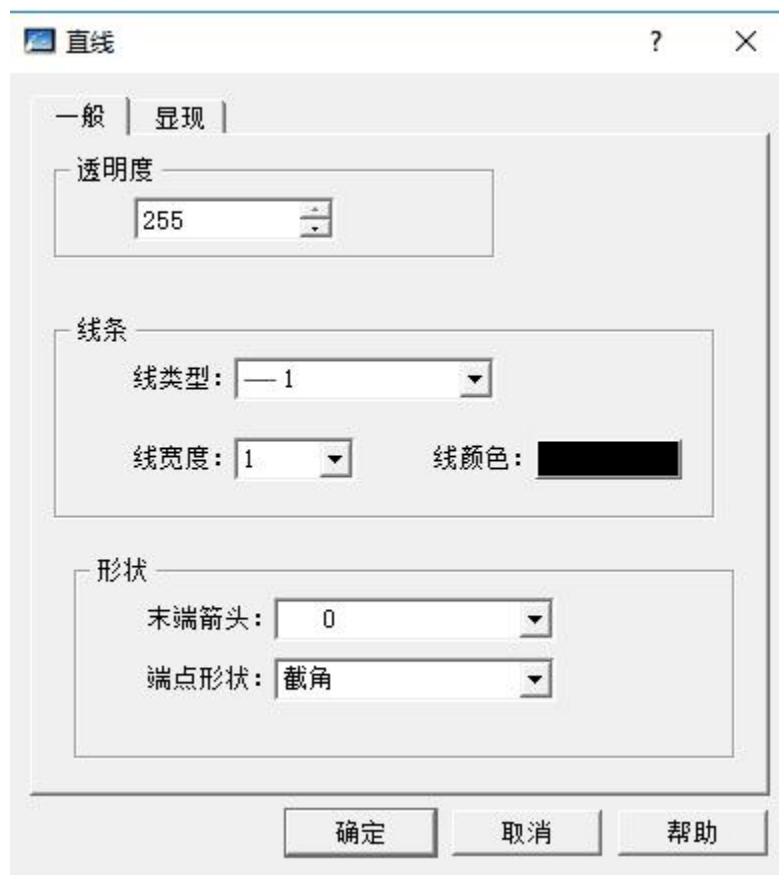 直线 ?
一般 显现
透明度
255
线条
线类型: 1
线宽度: 1 线颜色:
形状
末端箭头: 0
端点形状: 截角
确定 取消 帮助